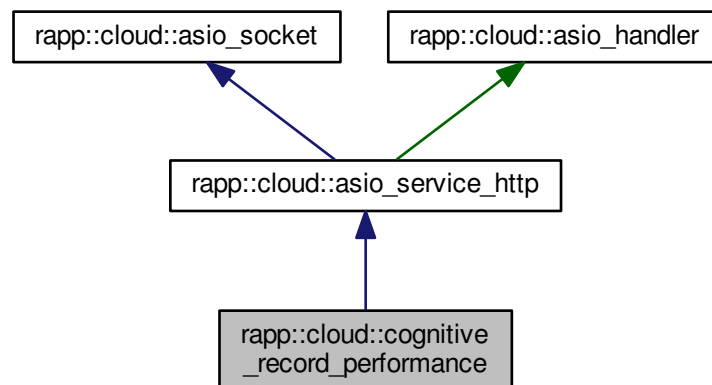 rapp::cloud::asio_socket
rapp::cloud::asio_handler
rapp::cloud::asio_service_http
rapp::cloud::cognitive
_record_performance